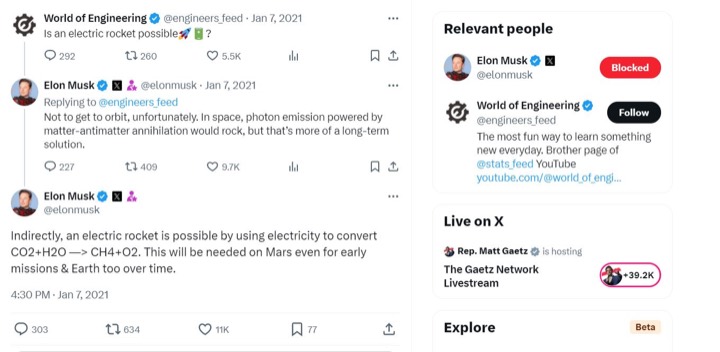 World of Engineering @engineers_feed · Jan 7, 2021
Is an electric rocket possible🚀🔋?
292 260 5.5K
Elon Musk @elonmusk · Jan 7, 2021
Replying to @engineers_feed
Not to get to orbit, unfortunately. In space, photon emission powered by
matter-antimatter annihilation would rock, but that's more of a long-term
solution.
227 409 9.7K
Elon Musk
@elonmusk
Indirectly, an electric rocket is possible by using electricity to convert
CO2+H2O —> CH4+O2. This will be needed on Mars even for early
missions & Earth too over time.
4:30 PM · Jan 7, 2021
303 634 11K 77
Relevant people
Elon Musk
@elonmusk
Blocked
World of Engineering
@engineers_feed
Follow
The most fun way to learn something
new everyday. Brother page of
@stats_feed YouTube
youtube.com/@world_of_engi...
Live on X
Rep. Matt Gaetz is hosting
The Gaetz Network
Livestream
+39.2K
Explore
Beta